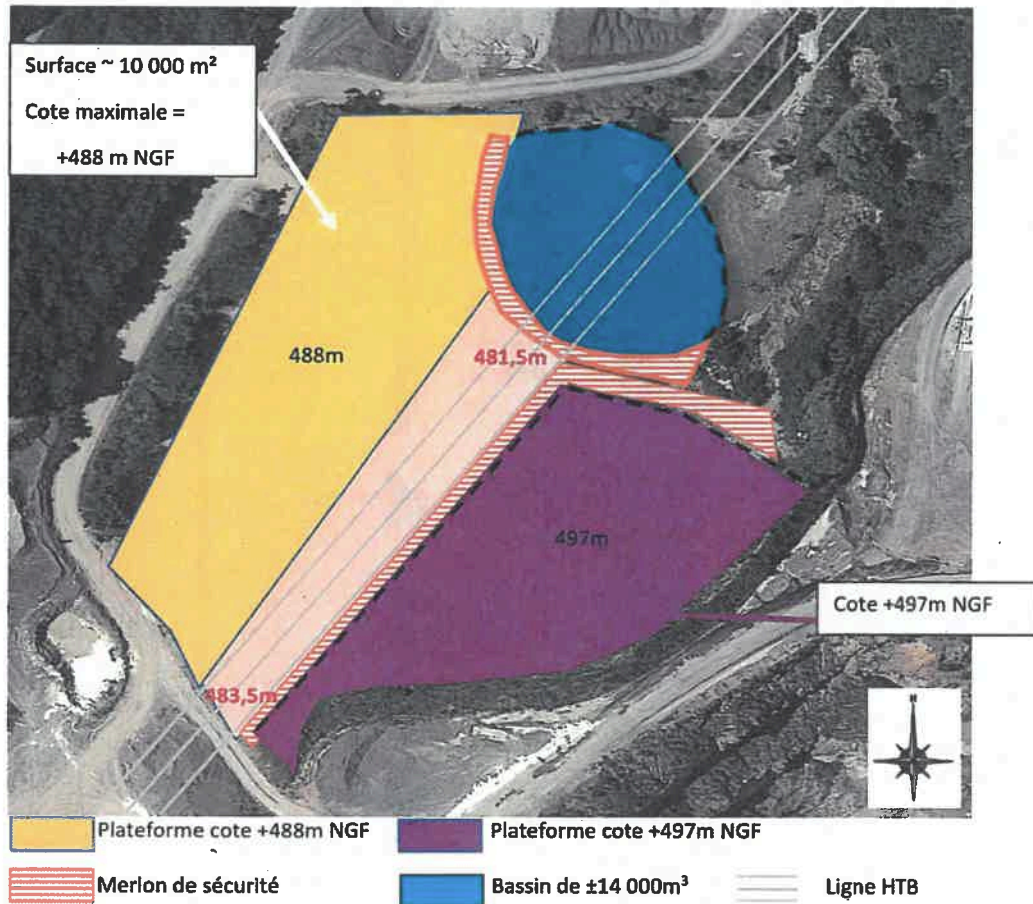 Surface ~ 10 000 m²
Cote maximale =
+488 m NGF
488m
481,5m
497m
Cote +497m NGF
483,5m
N
Plateforme cote +488m NGF
Plateforme cote +497m NGF
Merlon de sécurité
Bassin de ±14 000m³
Ligne HTB